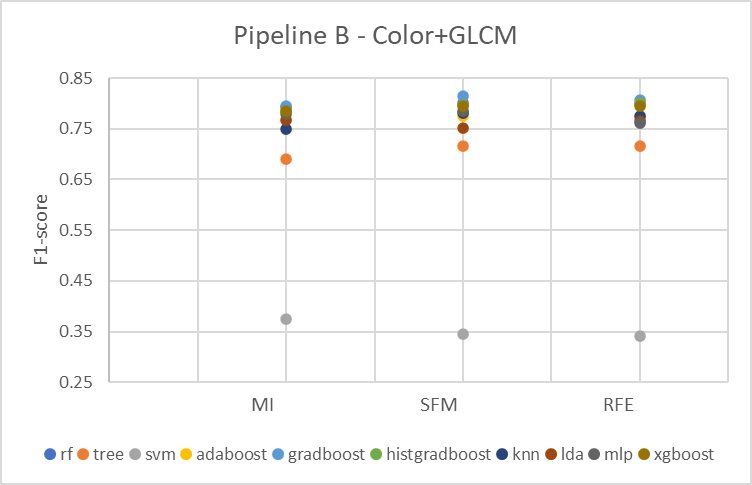 Pipeline B - Color+GLCM
0.85
0.75
0.65
0.55
0.45
0.35
0.25
F1-score
MI SFM RFE
rf tree svm adaboost gradboost histgradboost knn lda mlp xgboost